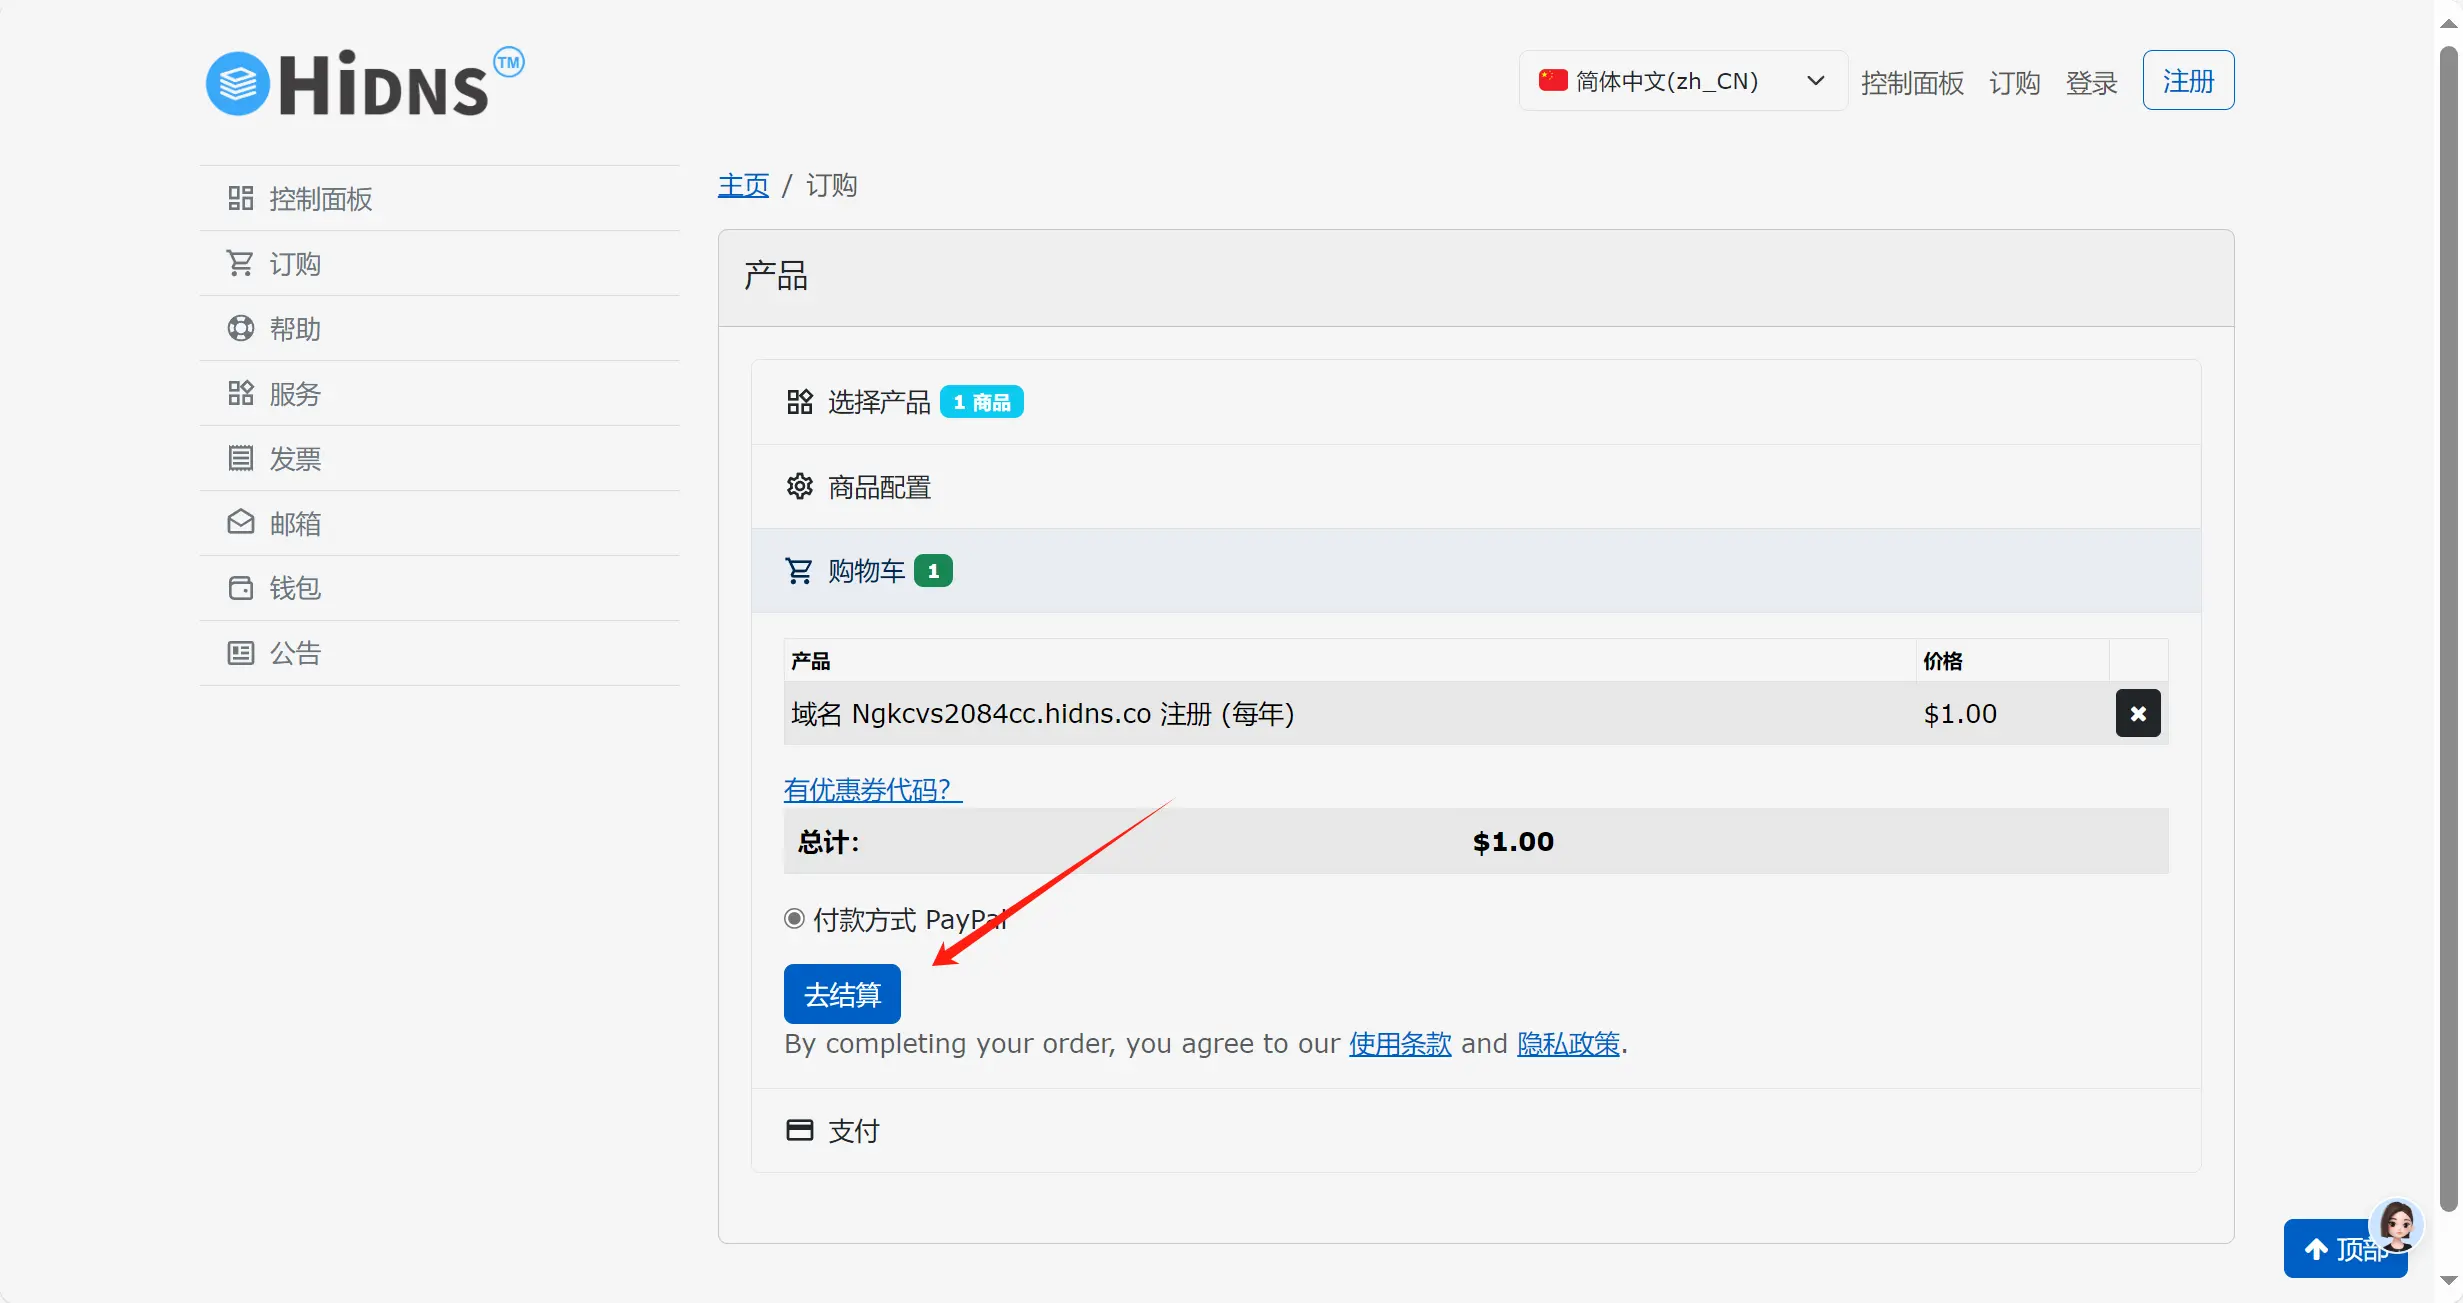 HiDNS TM
简体中文(zh_CN)
控制面板 订购 登录 注册
控制面板
订购
帮助
服务
发票
邮箱
钱包
公告
主页 / 订购
产品
选择产品 1 商品
商品配置
购物车 1
产品 价格
域名 Ngkcvs2084cc.hidns.co 注册 (每年) $1.00
有优惠券代码？
总计： $1.00
付款方式 PayPal
去结算
By completing your order, you agree to our 使用条款 and 隐私政策.
支付
顶部